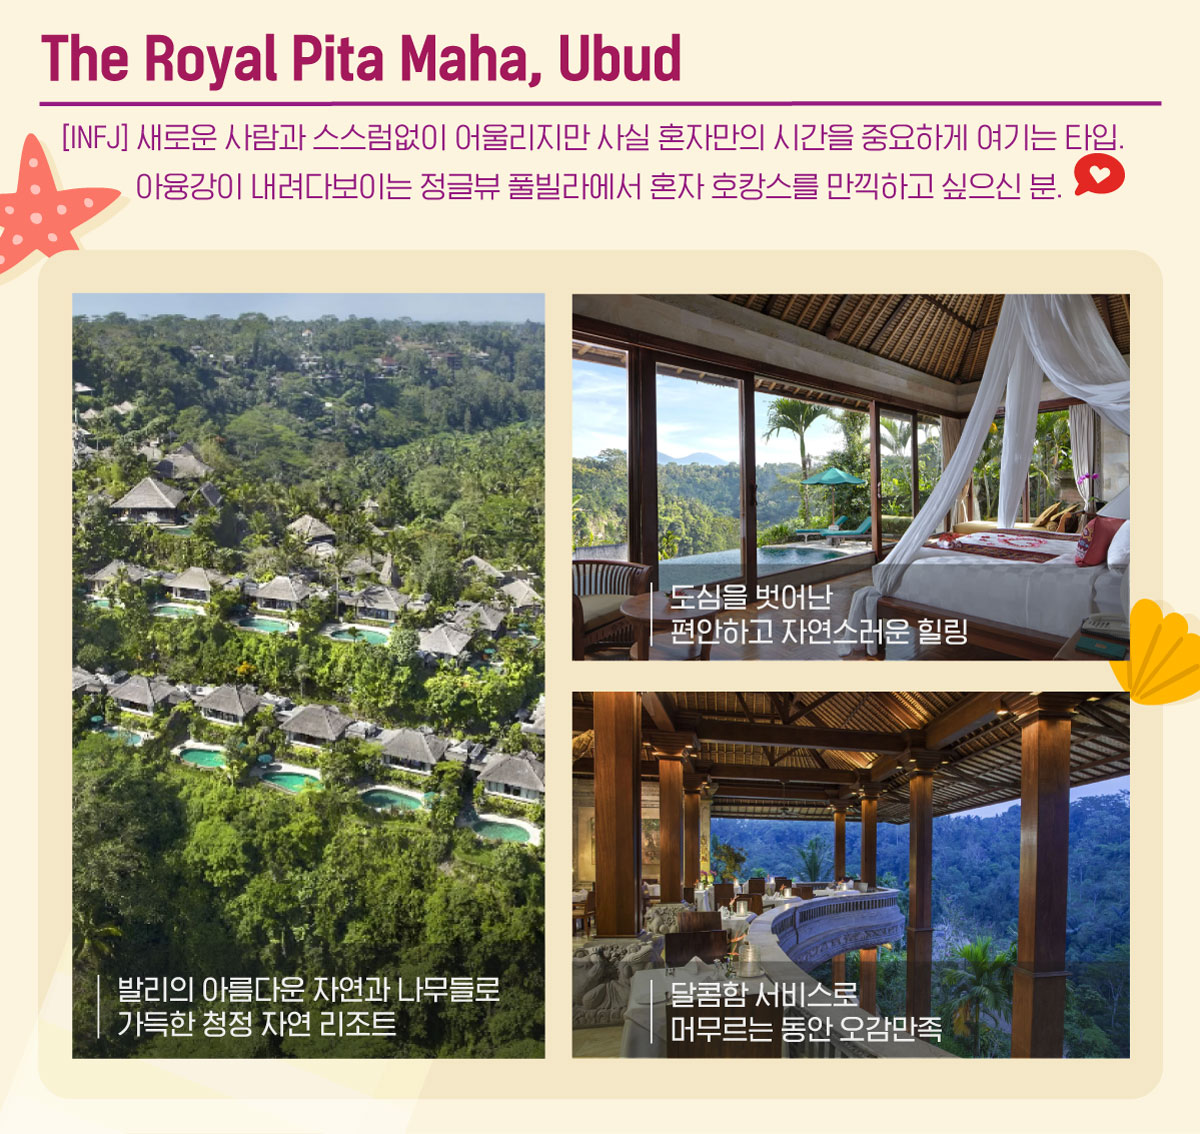 The Royal Pita Maha, Ubud
[INFJ] 새로운 사람과 스스럼없이 어울리지만 사실 혼자만의 시간을 중요하게 여기는 타입.
아융강이 내려다보이는 정글뷰 풀빌라에서 혼자 호캉스를 만끽하고 싶으신 분.
도심을 벗어난
편안하고 자연스러운 힐링
발리의 아름다운 자연과 나무들로
가득한 청정 자연 리조트
달콤함 서비스로
머무르는 동안 오감만족